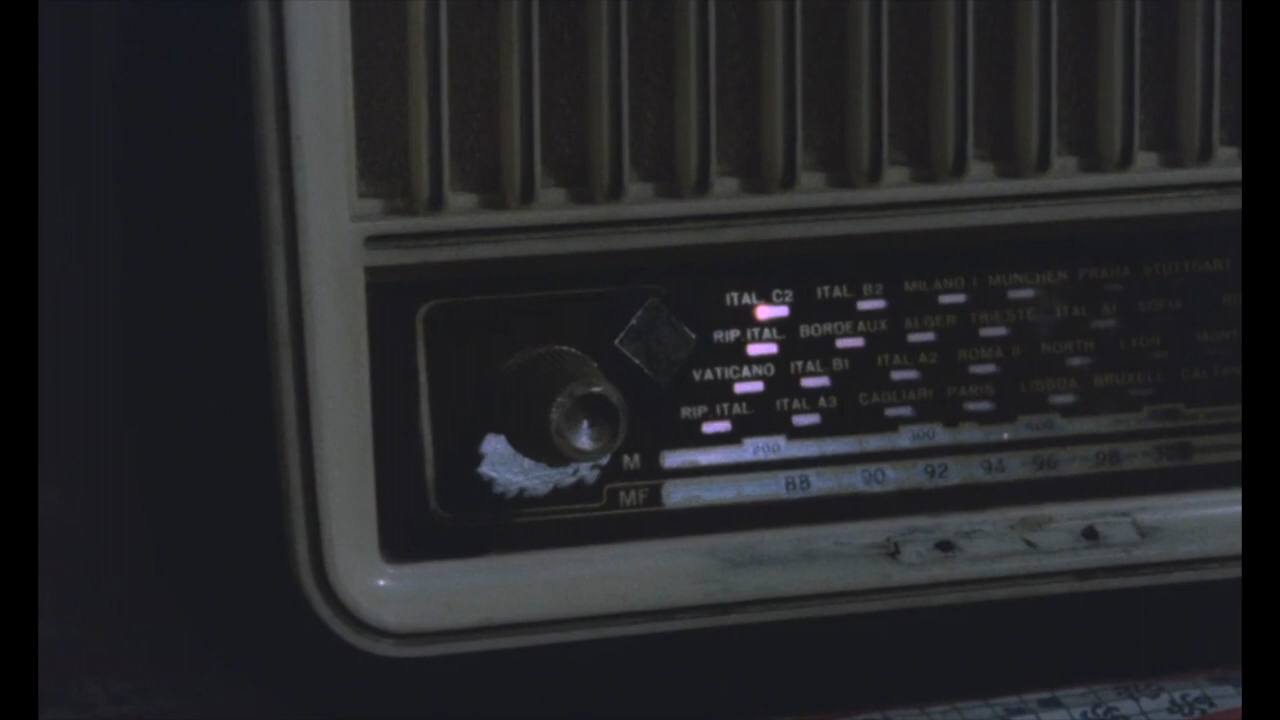 ITAL. C2 ITAL. B2 MILANO I MÜNCHEN PRAHA STUTTGART
RIP. ITAL. BORDEAUX ALGER TRIESTE ITAL. A1 SOFIA
VATICANO ITAL. B1 ITAL. A2 ROMA II NORTH LYON
RIP. ITAL. ITAL. A3 CAGLIARI PARIS LISBOA BRUXELL.
M 200 300
MF 88 90 92 94 96 98